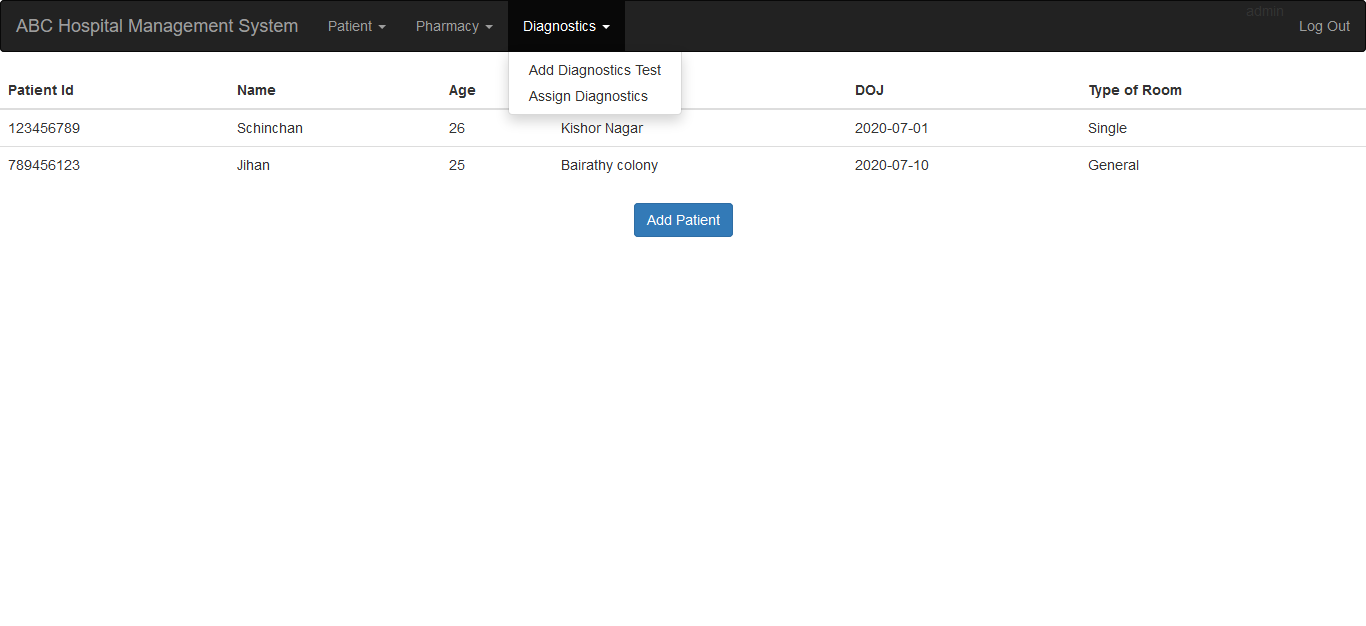 ABC Hospital Management System Patient Pharmacy Diagnostics admin Log Out
Add Diagnostics Test
Assign Diagnostics
Patient Id Name Age DOJ Type of Room
123456789 Schinchan 26 Kishor Nagar 2020-07-01 Single
789456123 Jihan 25 Bairathy colony 2020-07-10 General
Add Patient